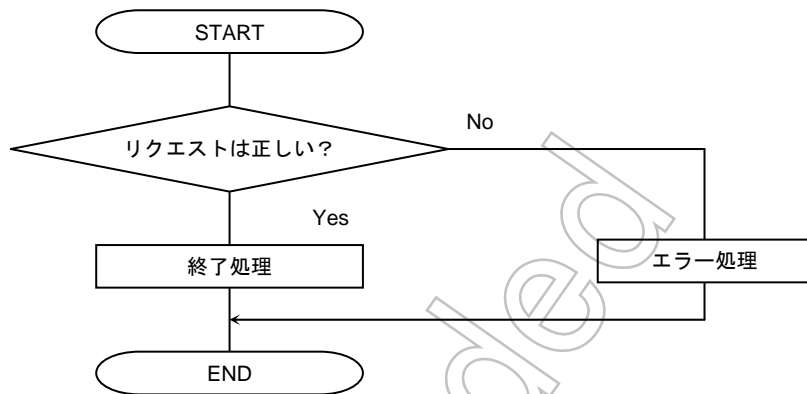 START
リクエストは正しい？
No
Yes
終了処理
エラー処理
END
ded